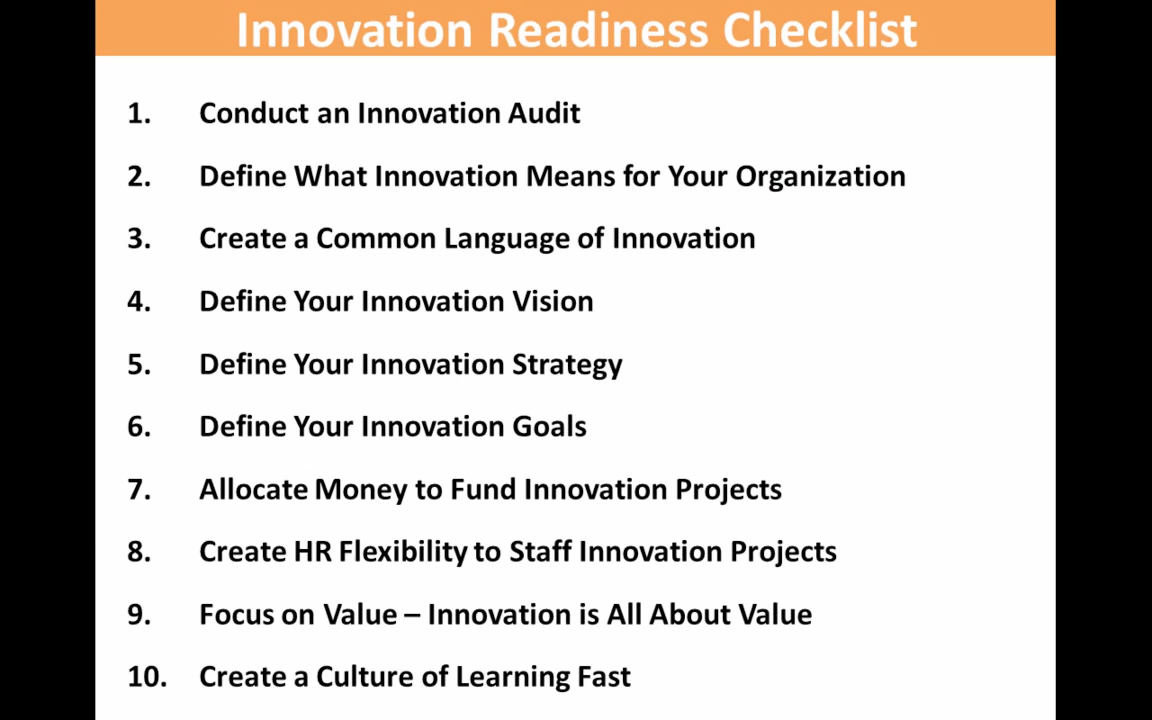 Innovation Readiness Checklist
1. Conduct an Innovation Audit
2. Define What Innovation Means for Your Organization
3. Create a Common Language of Innovation
4. Define Your Innovation Vision
5. Define Your Innovation Strategy
6. Define Your Innovation Goals
7. Allocate Money to Fund Innovation Projects
8. Create HR Flexibility to Staff Innovation Projects
9. Focus on Value – Innovation is All About Value
10. Create a Culture of Learning Fast